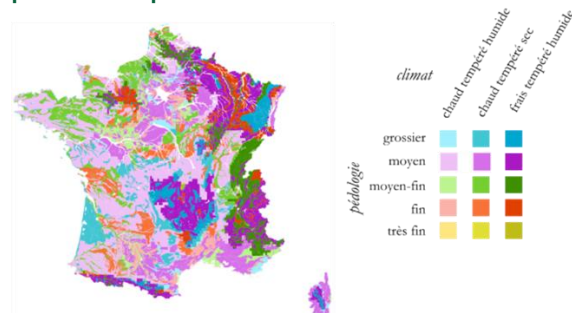 climat
chaud tempéré humide
chaud tempéré sec
frais tempéré humide
pédologie
grossier
moyen
moyen-fin
fin
très fin